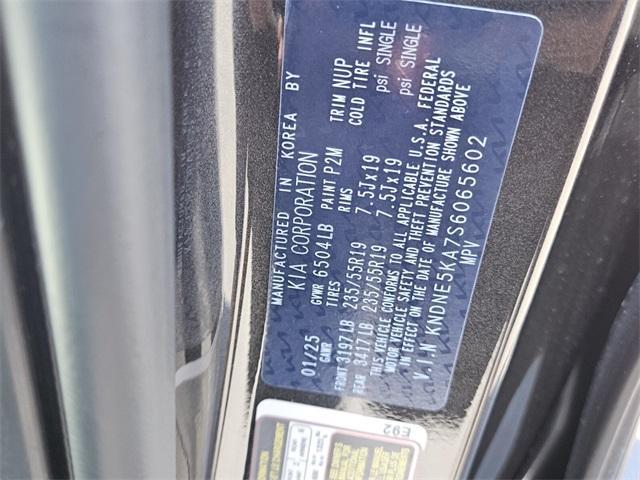 MANUFACTURED IN KOREA BY
KIA CORPORATION
01/25 GVWR 6504LB PAINT P2M TRIM NUP
GAWR TIRES RIMS COLD TIRE INFL
FRONT 3197LB 235/55R19 7.5Jx19 psi SINGLE
REAR 3417LB 235/55R19 7.5Jx19 psi SINGLE
THIS VEHICLE CONFORMS TO ALL APPLICABLE U.S.A. FEDERAL
MOTOR VEHICLE SAFETY AND THEFT PREVENTION STANDARDS
IN EFFECT ON THE DATE OF MANUFACTURE SHOWN ABOVE
V.I.N KNDNE5KA7S6065602
MPV
E92